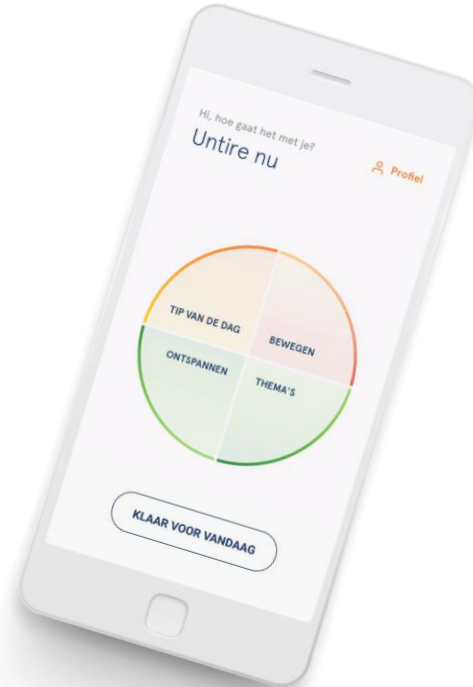 Hi, hoe gaat het met je?
Untire nu
Profiel
TIP VAN DE DAG
BEWEGEN
ONTSPANNEN
THEMA'S
KLAAR VOOR VANDAAG